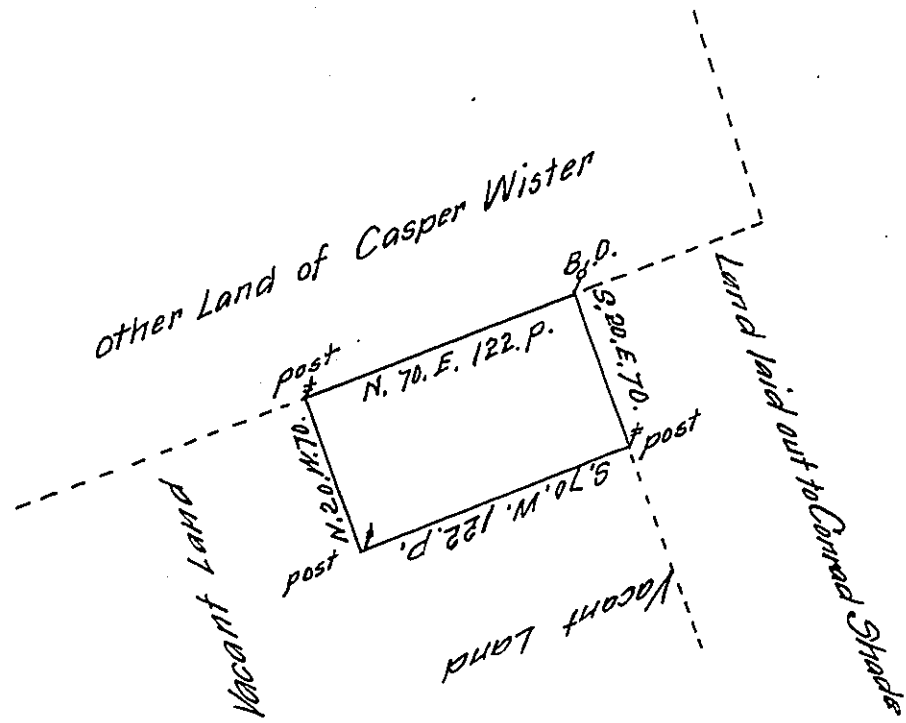 other Land of Casper Wister
B.O.
post
N. 70. E. 122. P.
S. 20. E. 70.
post
N. 20. W. 70.
S. 70. W. 122. P.
post
Vacant Land
Vacant Land
Land laid out to Conrad Shade